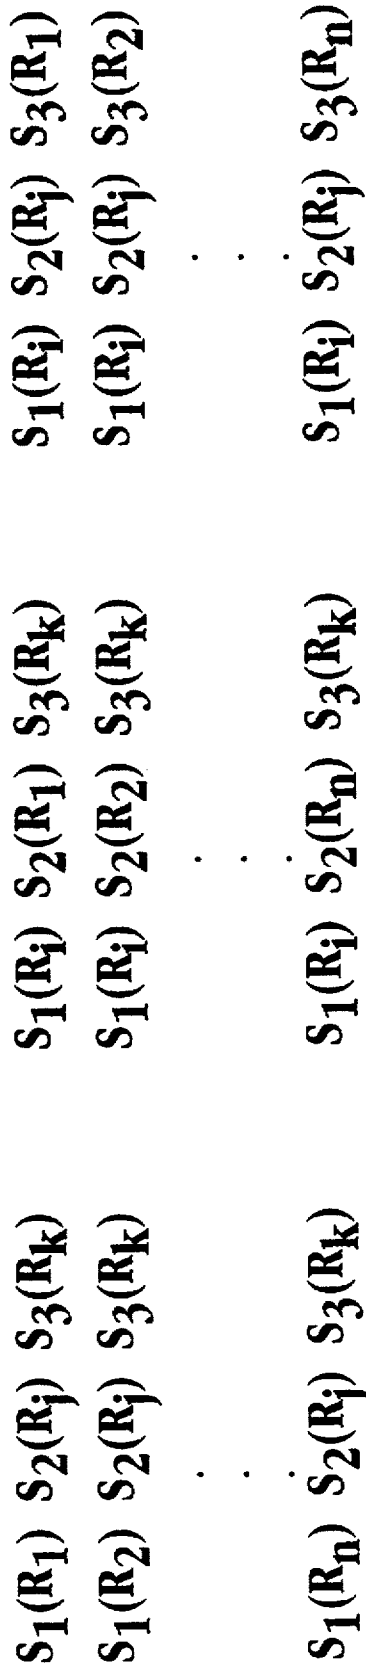 S₁(R₁) S₂(Rⱼ) S₃(Rₖ) S₁(Rᵢ) S₂(R₁) S₃(Rₖ) S₁(Rᵢ) S₂(Rⱼ) S₃(R₁)
S₁(R₂) S₂(Rⱼ) S₃(Rₖ) S₁(Rᵢ) S₂(R₂) S₃(Rₖ) S₁(Rᵢ) S₂(Rⱼ) S₃(R₂)
. . .
. . .
. . .
S₁(Rₙ) S₂(Rⱼ) S₃(Rₖ) S₁(Rᵢ) S₂(Rₙ) S₃(Rₖ) S₁(Rᵢ) S₂(Rⱼ) S₃(Rₙ)